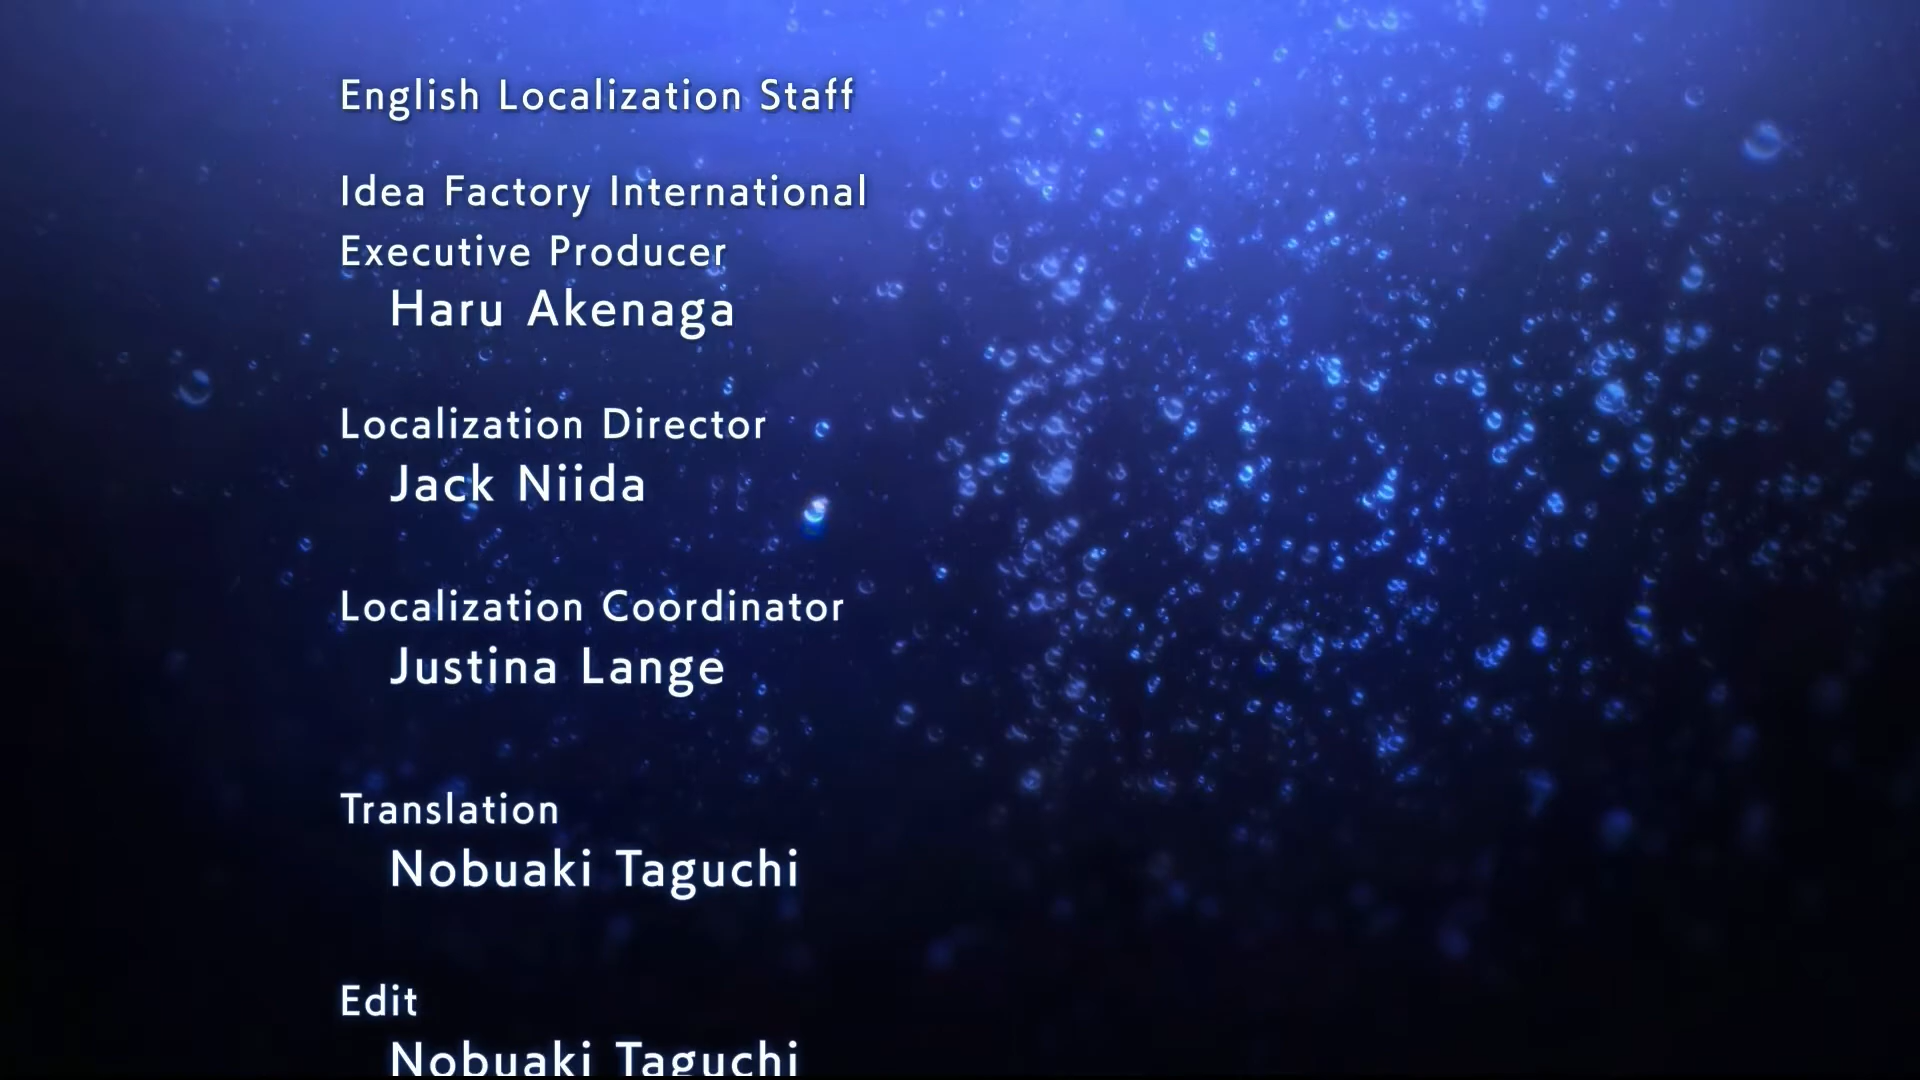 English Localization Staff
Idea Factory International
Executive Producer
Haru Akenaga
Localization Director
Jack Niida
Localization Coordinator
Justina Lange
Translation
Nobuaki Taguchi
Edit
Nobuaki Taguchi